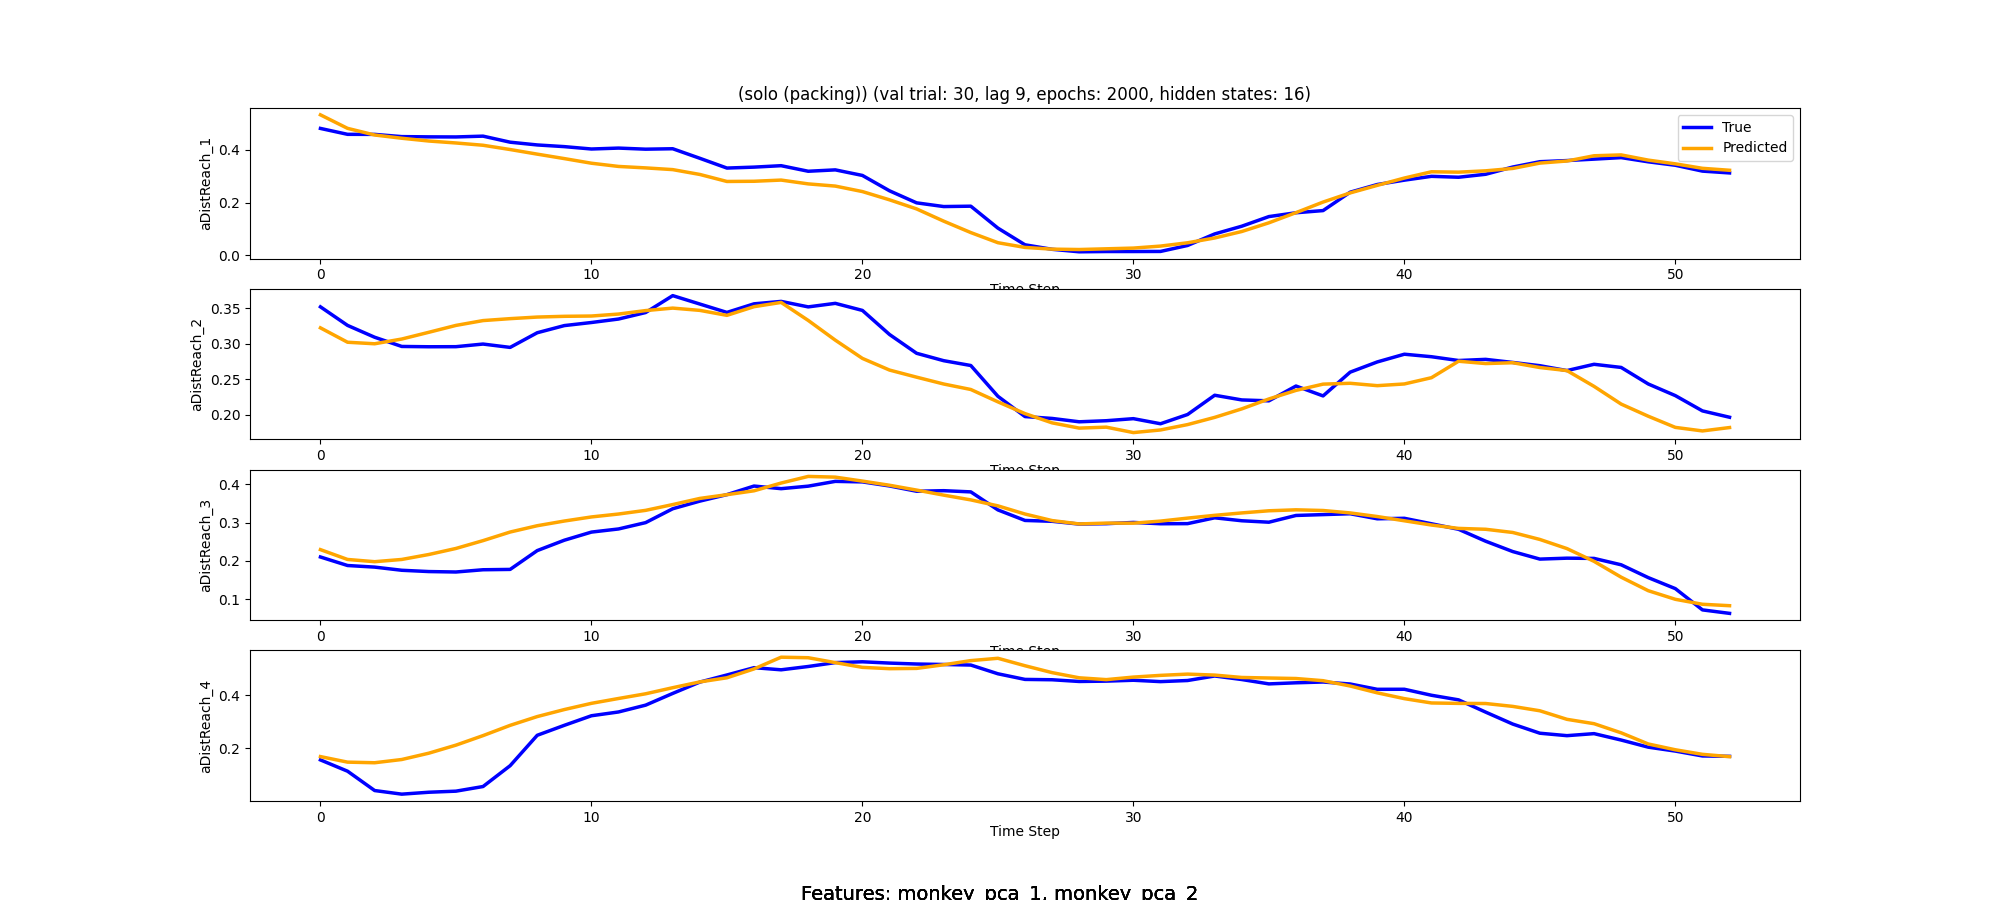 (solo (packing)) (val trial: 30, lag 9, epochs: 2000, hidden states: 16)
aDistReach_1
0.4
0.2
0.0
True
Predicted
0 10 20 30 40 50
Time Step
aDistReach_2
0.35
0.30
0.25
0.20
0 10 20 30 40 50
Time Step
aDistReach_3
0.4
0.3
0.2
0.1
0 10 20 30 40 50
Time Step
aDistReach_4
0.4
0.2
0 10 20 30 40 50
Time Step
Features: monkey_pca_1, monkey_pca_2